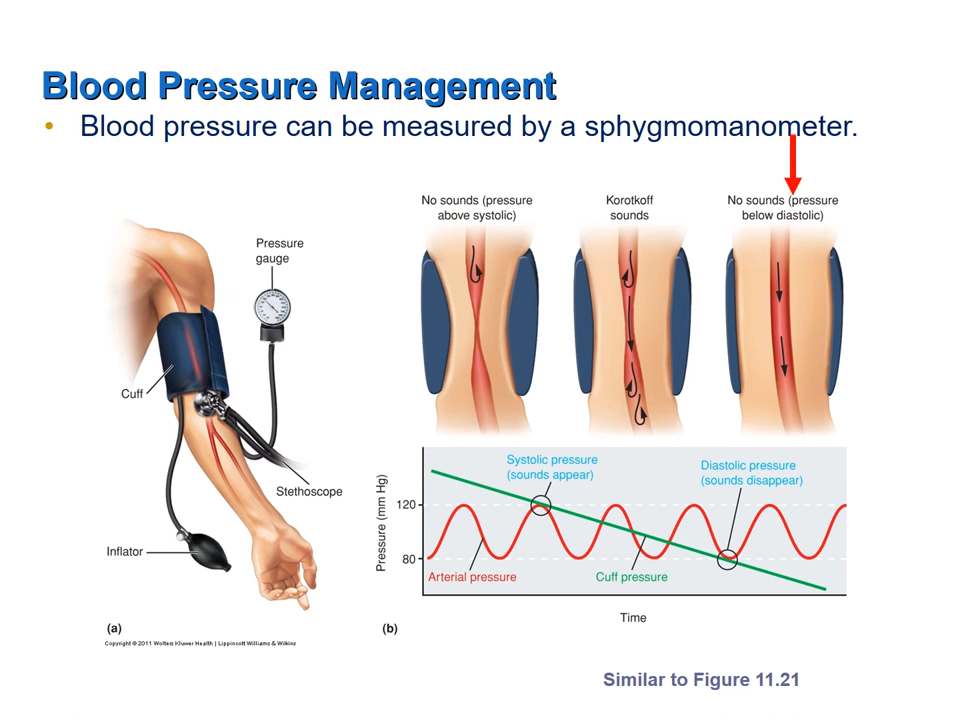 Blood Pressure Management
• Blood pressure can be measured by a sphygmomanometer.
Pressure
gauge
Cuff
Stethoscope
Inflator
(a)
Copyright © 2011 Wolters Kluwer Health | Lippincott Williams & Wilkins
No sounds (pressure
above systolic)
Korotkoff
sounds
No sounds (pressure
below diastolic)
Systolic pressure
(sounds appear)
Diastolic pressure
(sounds disappear)
Pressure (mm Hg)
120
80
Arterial pressure
Cuff pressure
Time
(b)
Similar to Figure 11.21